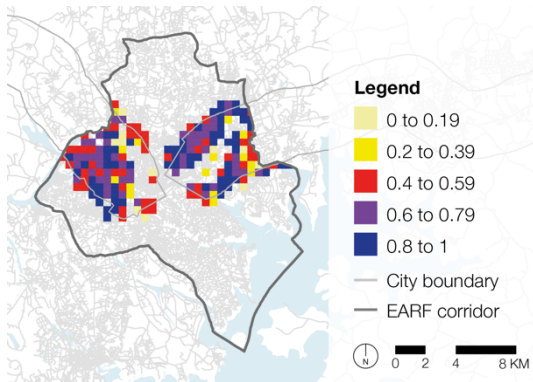 Legend
0 to 0.19
0.2 to 0.39
0.4 to 0.59
0.6 to 0.79
0.8 to 1
City boundary
EARF corridor
N
0 2 4 8 KM